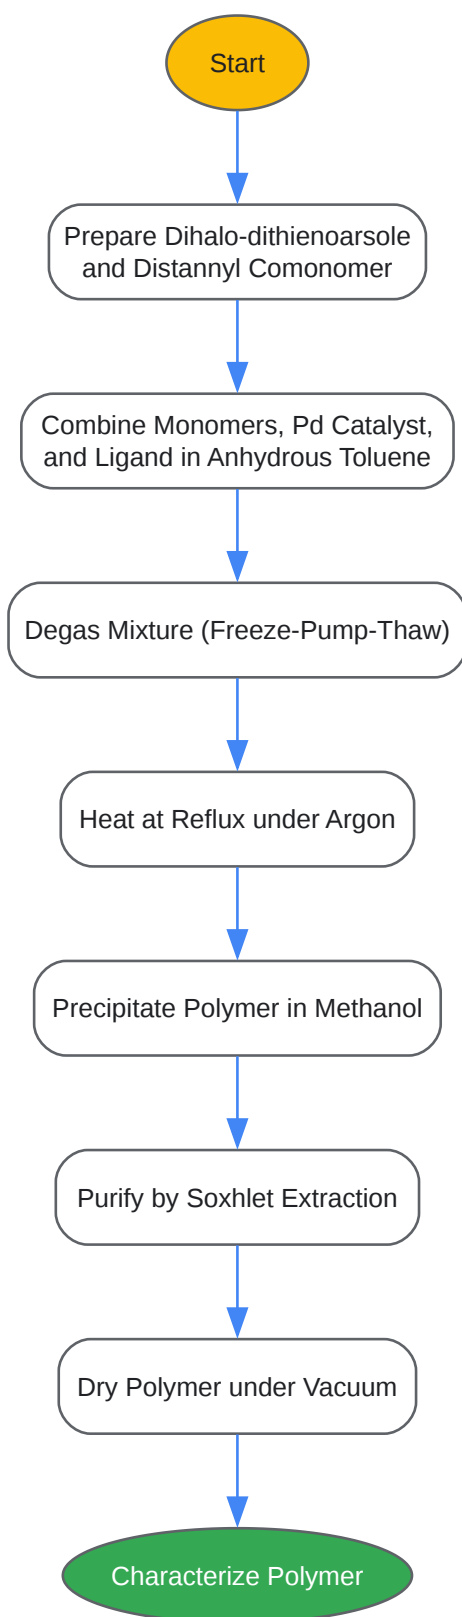 Start
Prepare Dihalo-dithienoarsole
and Distannyl Comonomer
Combine Monomers, Pd Catalyst,
and Ligand in Anhydrous Toluene
Degas Mixture (Freeze-Pump-Thaw)
Heat at Reflux under Argon
Precipitate Polymer in Methanol
Purify by Soxhlet Extraction
Dry Polymer under Vacuum
Characterize Polymer